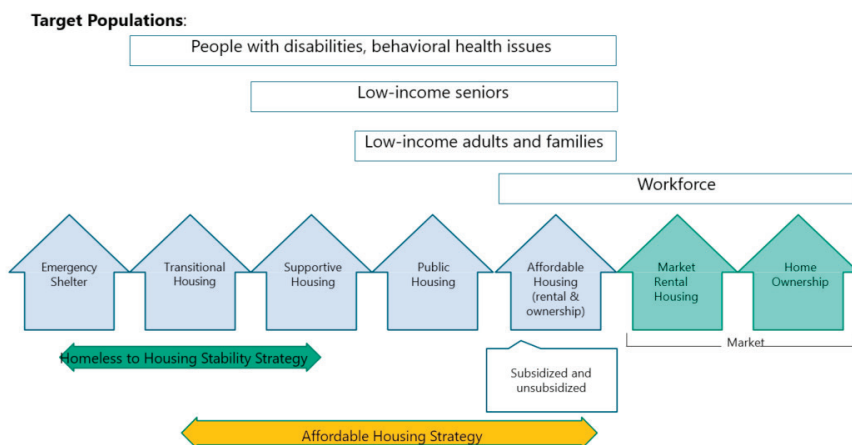 Target Populations:
People with disabilities, behavioral health issues
Low-income seniors
Low-income adults and families
Workforce
Emergency
Shelter
Transitional
Housing
Supportive
Housing
Public
Housing
Affordable
Housing
(rental &
ownership)
Market
Rental
Housing
Home
Ownership
Market
Homeless to Housing Stability Strategy
Subsidized and
unsubsidized
Affordable Housing Strategy